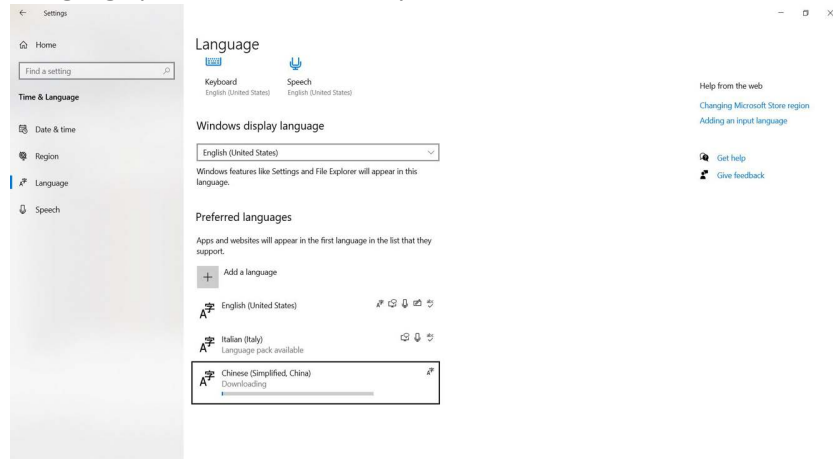 Settings
Home
Find a setting
Time & Language
Date & time
Region
Language
Speech
Language
Keyboard
English (United States)
Speech
English (United States)
Windows display language
English (United States)
Windows features like Settings and File Explorer will appear in this
language.
Preferred languages
Apps and websites will appear in the first language in the list that they
support.
Add a language
English (United States)
Italian (Italy)
Language pack available
Chinese (Simplified, China)
Downloading
Help from the web
Changing Microsoft Store region
Adding an input language
Get help
Give feedback